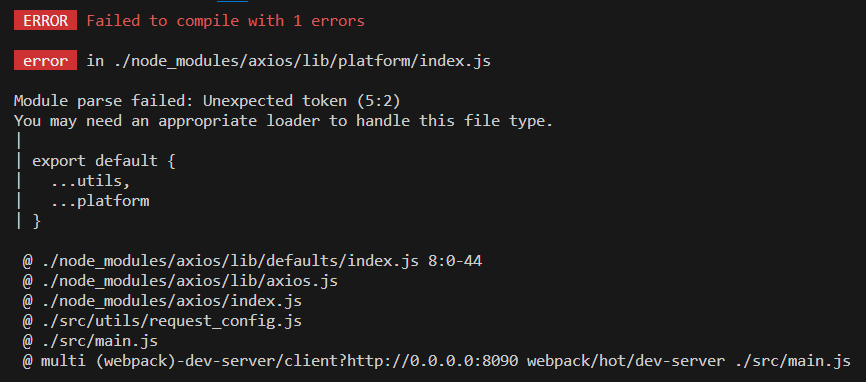 ERROR Failed to compile with 1 errors
error in ./node_modules/axios/lib/platform/index.js
Module parse failed: Unexpected token (5:2)
You may need an appropriate loader to handle this file type.
|
| export default {
|   ...utils,
|   ...platform
| }
@ ./node_modules/axios/lib/defaults/index.js 8:0-44
@ ./node_modules/axios/lib/axios.js
@ ./node_modules/axios/index.js
@ ./src/utils/request_config.js
@ ./src/main.js
@ multi (webpack)-dev-server/client?http://0.0.0.0:8090 webpack/hot/dev-server ./src/main.js